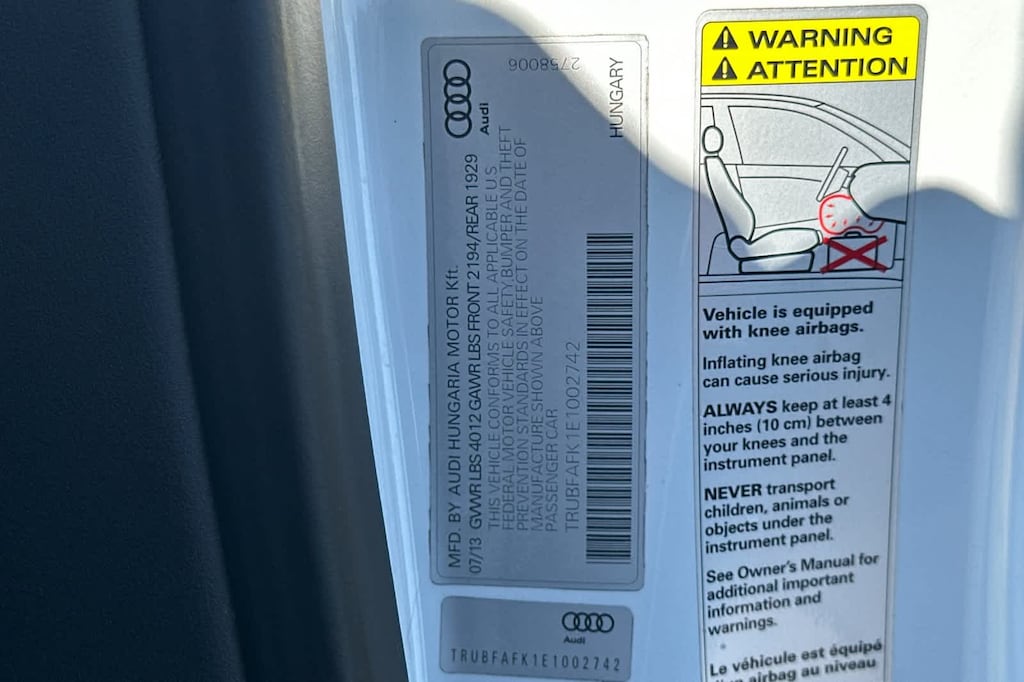 Audi
MFD. BY AUDI HUNGARIA MOTOR Kft.
07/13 GVWR LBS 4012 GAWR LBS FRONT 2194/REAR 1929
THIS VEHICLE CONFORMS TO ALL APPLICABLE U.S.
FEDERAL MOTOR VEHICLE SAFETY, BUMPER AND THEFT
PREVENTION STANDARDS IN EFFECT ON THE DATE OF
MANUFACTURE SHOWN ABOVE
PASSENGER CAR
TRUBFAFK1E1002742
HUNGARY
2758006
Audi
TRUBFAFK1E1002742
WARNING
ATTENTION
Vehicle is equipped
with knee airbags.
Inflating knee airbag
can cause serious injury.
ALWAYS keep at least 4
inches (10 cm) between
your knees and the
instrument panel.
NEVER transport
children, animals or
objects under the
instrument panel.
See Owner's Manual for
additional important
information and
warnings.
Le véhicule est équipé
d'un airbag au niveau